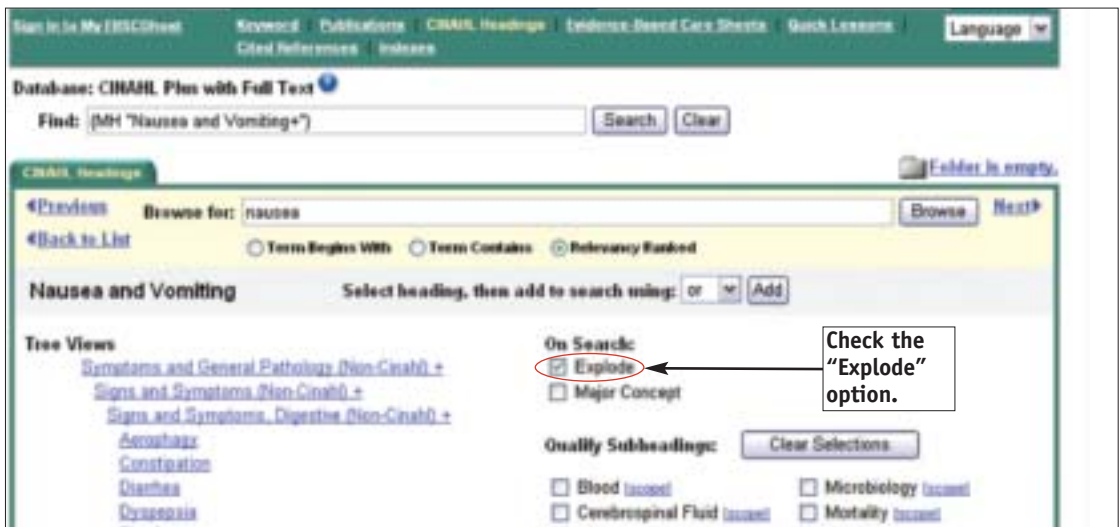 Sign In to My EBSCOhost Keyword Publications CINAHL Headings Evidence-Based Care Sheets Quick Lessons Language
Cited References Indexes
Database: CINAHL Plus with Full Text
Find: (MH "Nausea and Vomiting+") Search Clear
CINAHL Headings Folder is empty.
Previous Browse for: nausea Browse Next
Back to List Term Begins With Term Contains Relevancy Ranked
Nausea and Vomiting Select heading, then add to search using: or Add
Tree Views On Search:
Symptoms and General Pathology (Non-Cinahl) + Explode
Signs and Symptoms (Non-Cinahl) + Major Concept
Signs and Symptoms, Digestive (Non-Cinahl) +
Aerophagy Qualify Subheadings: Clear Selections
Constipation
Diarrhea Blood [scope] Microbiology [scope]
Dyspepsia Cerebrospinal Fluid [scope] Mortality [scope]
Check the
"Explode"
option.